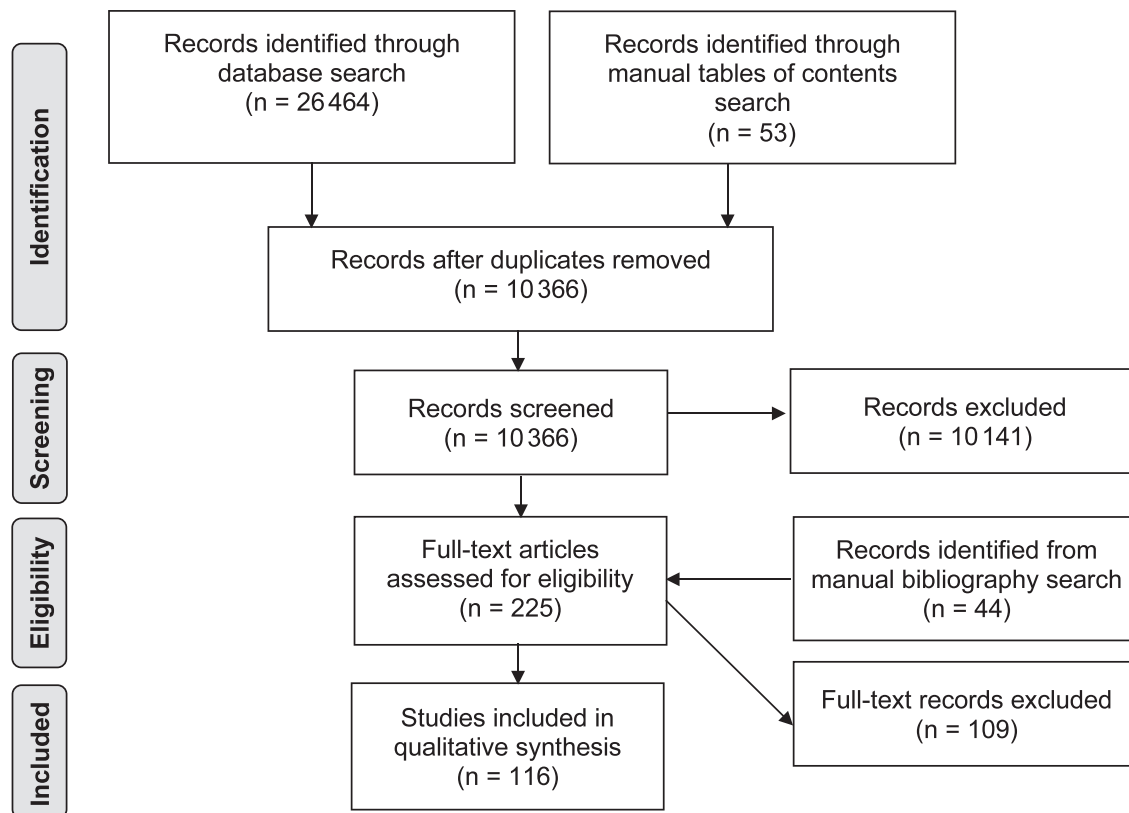 Identification
Records identified through
database search
(n = 26 464)
Records identified through
manual tables of contents
search
(n = 53)
Records after duplicates removed
(n = 10 366)
Screening
Records screened
(n = 10 366)
Records excluded
(n = 10 141)
Eligibility
Full-text articles
assessed for eligibility
(n = 225)
Records identified from
manual bibliography search
(n = 44)
Full-text records excluded
(n = 109)
Included
Studies included in
qualitative synthesis
(n = 116)